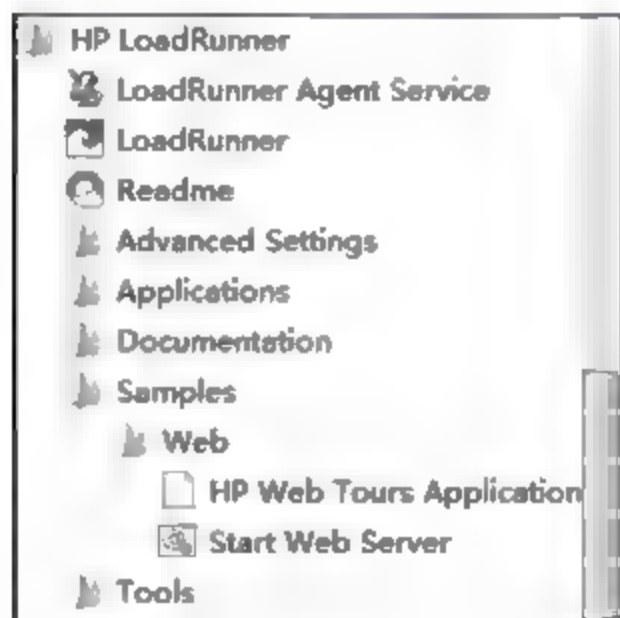 HP LoadRunner
LoadRunner Agent Service
LoadRunner
Readme
Advanced Settings
Applications
Documentation
Samples
Web
HP Web Tours Application
Start Web Server
Tools